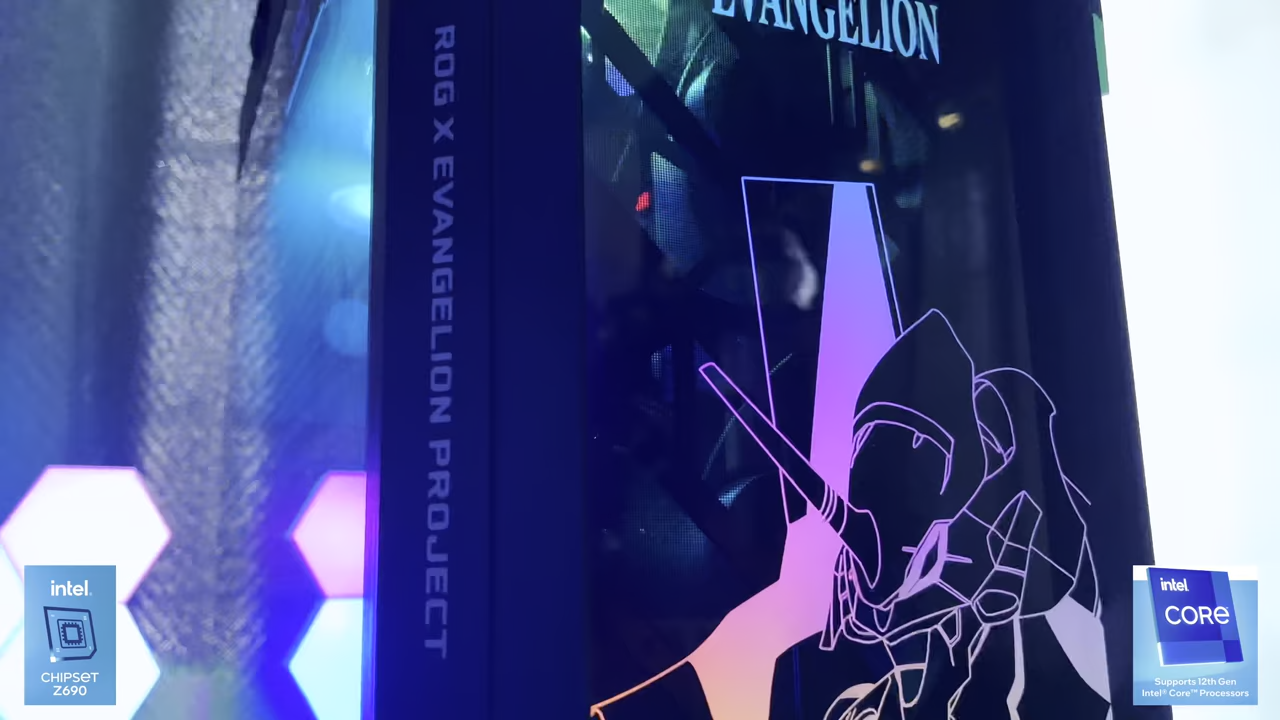 EVANGELION
ROG X EVANGELION PROJECT
intel
CHIPSET
Z690
intel
CORE
Supports 12th Gen
Intel® Core™ Processors